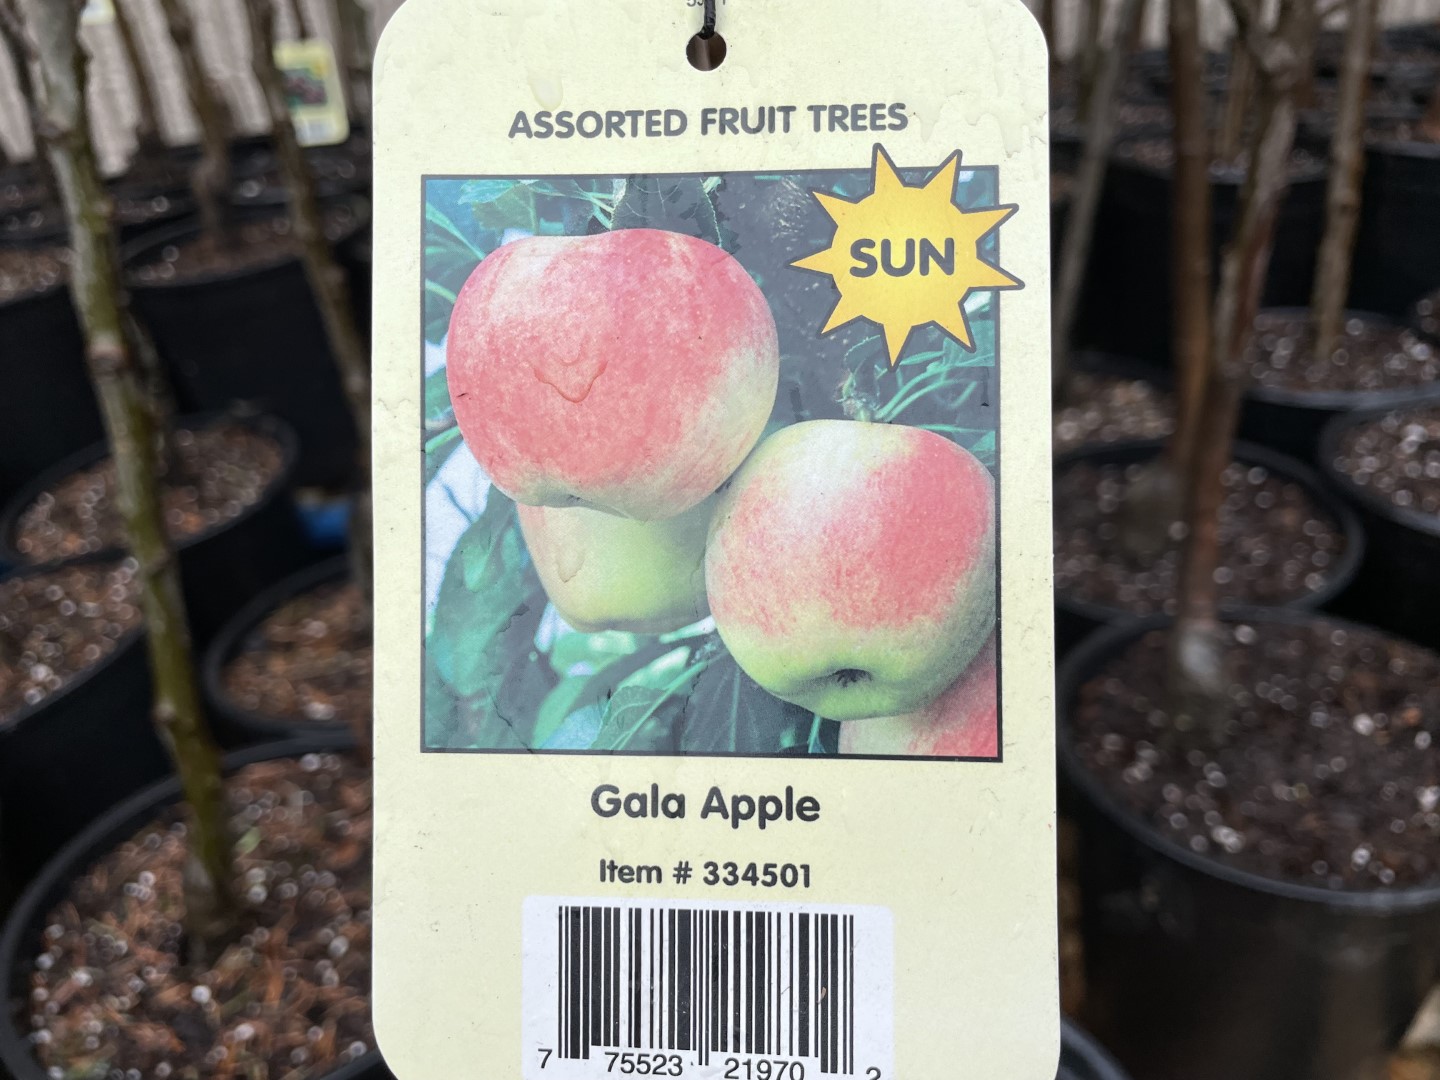 ASSORTED FRUIT TREES
SUN
Gala Apple
Item # 334501
7 75523 21970 2